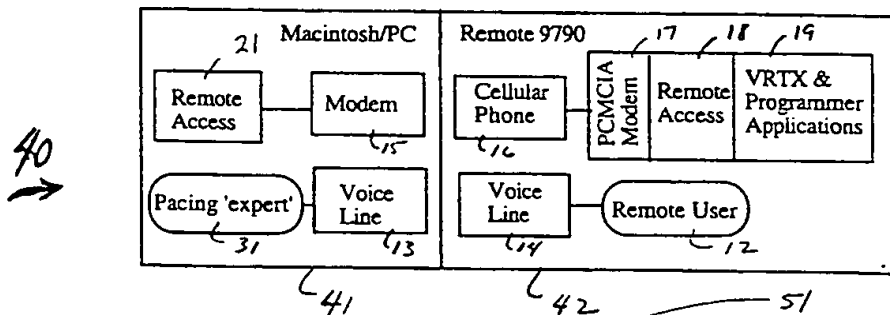 Macintosh/PC Remote 9790 17 18 19
21
Remote Access Modem Cellular Phone PCMCIA Modem Remote Access VRTX & Programmer Applications
15 16
40
Pacing 'expert' Voice Line Voice Line Remote User
31 13 14 12
41 42 51